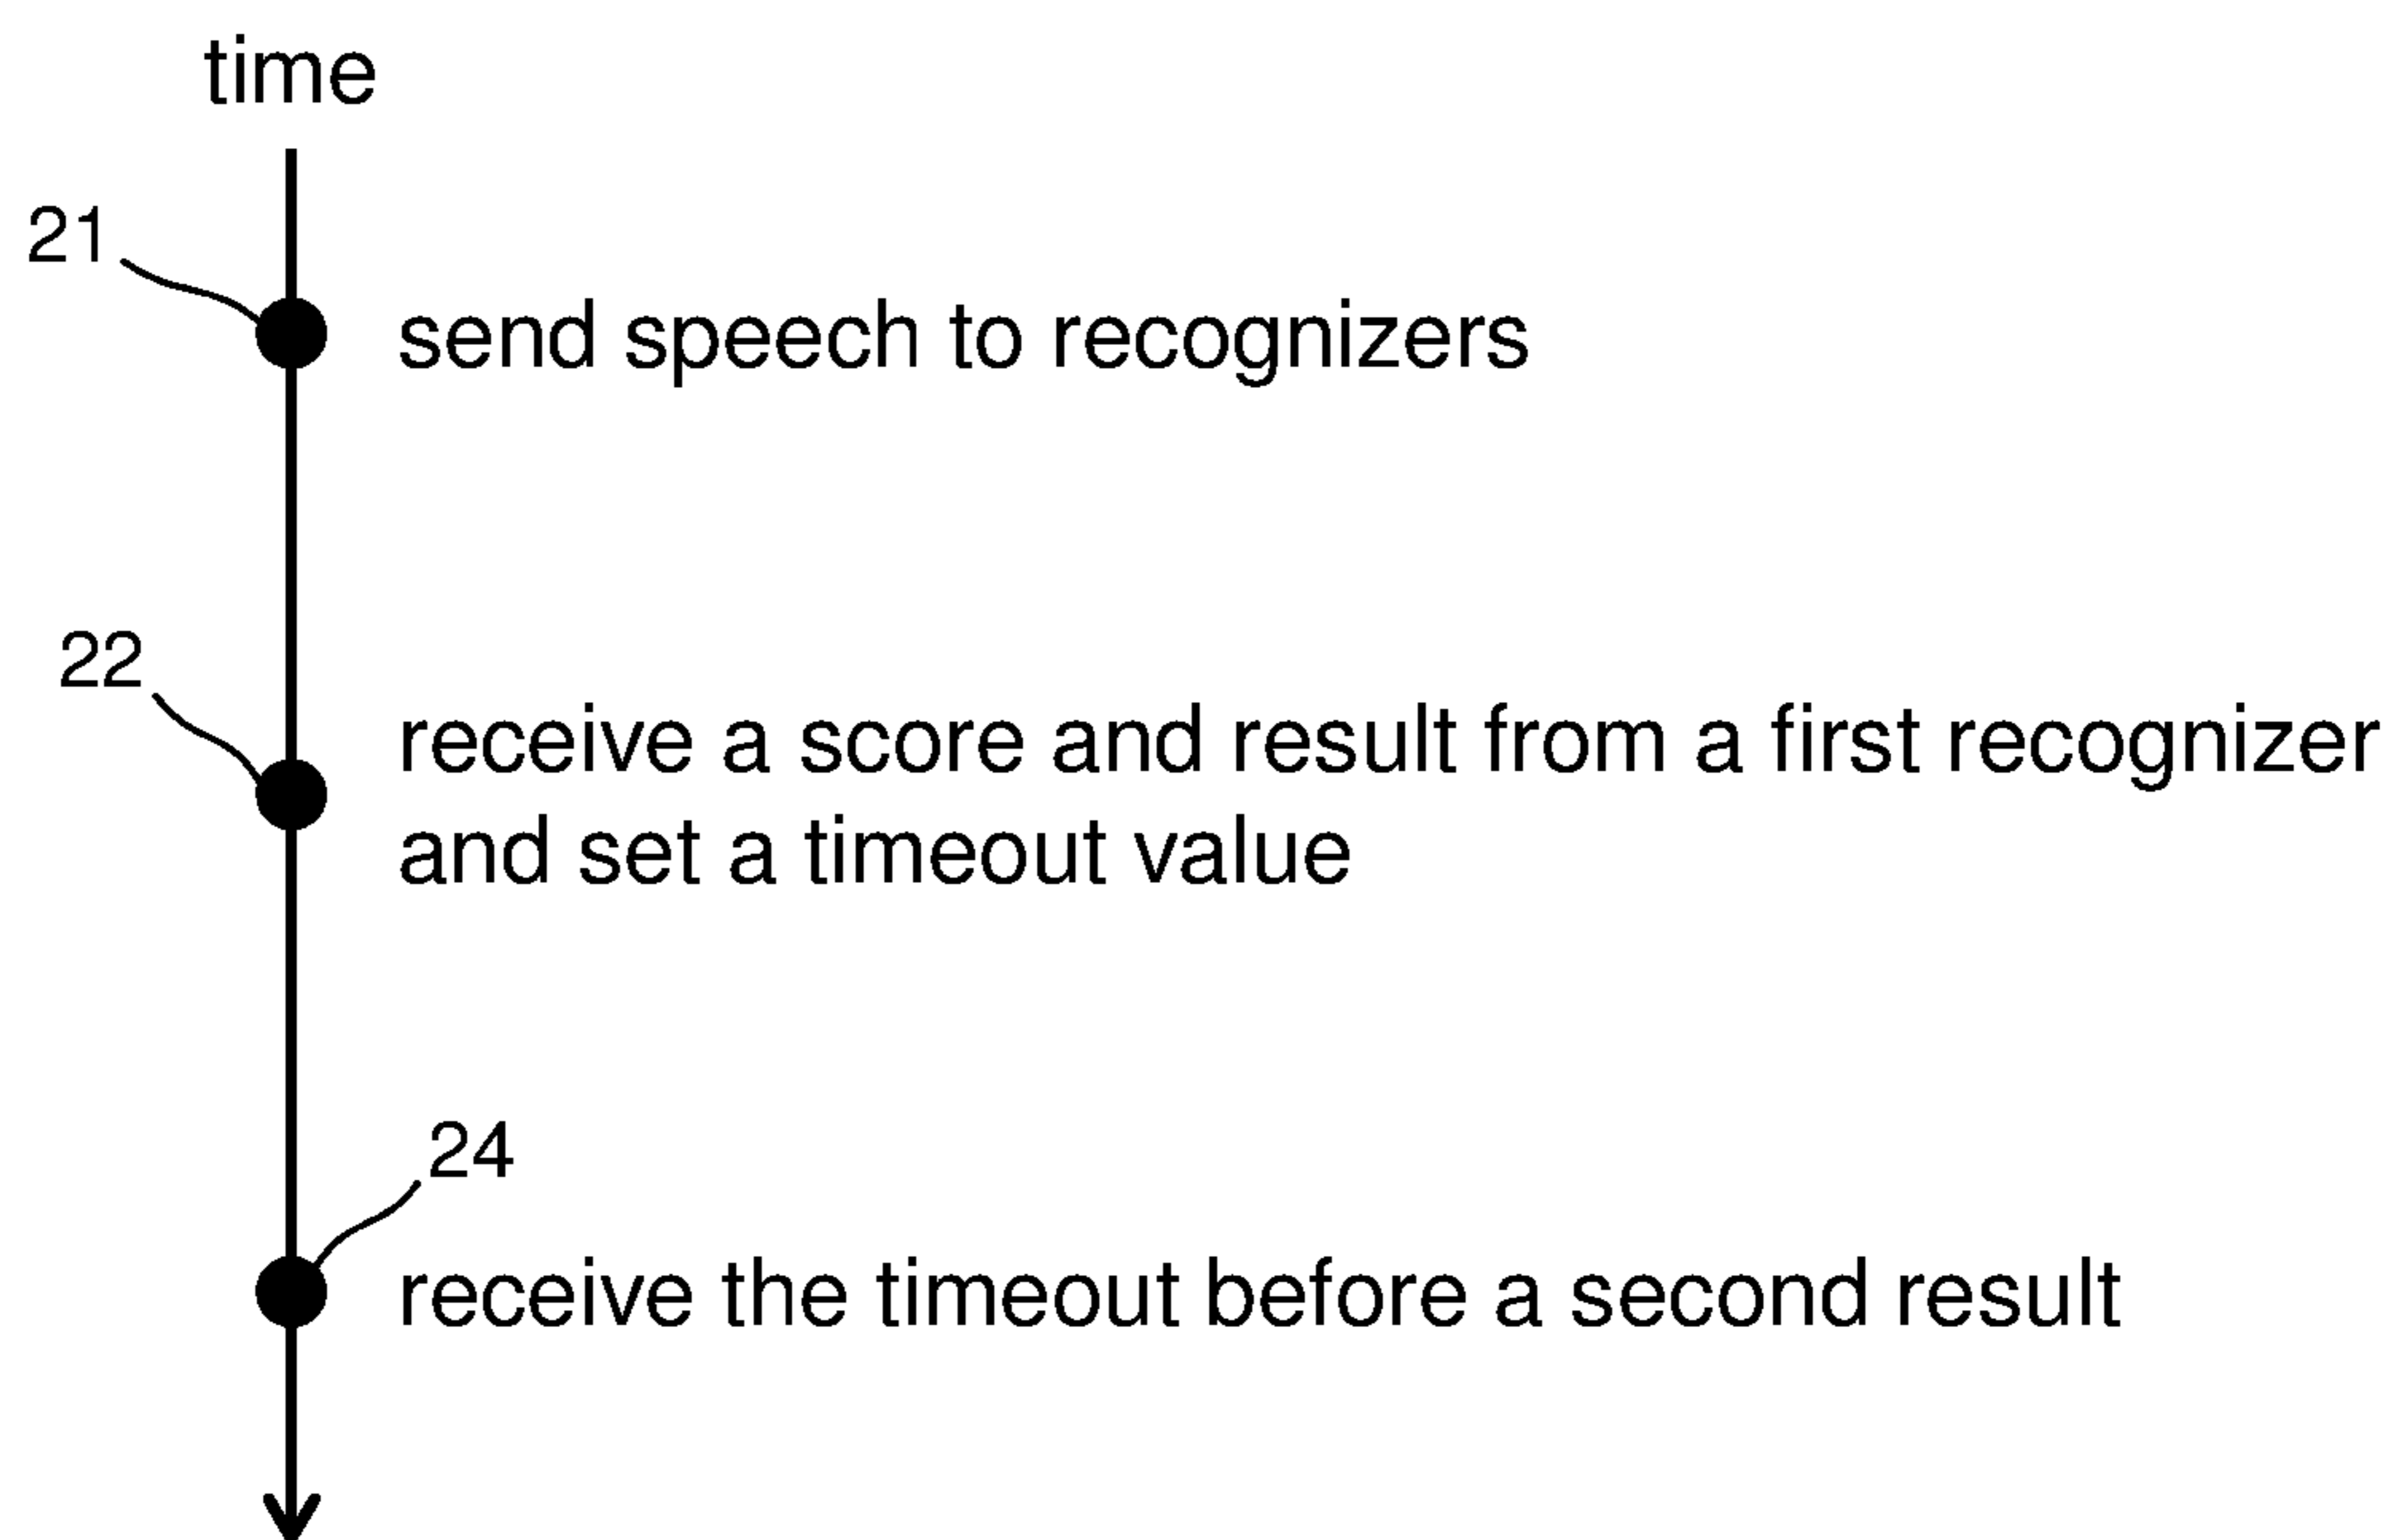 time
21
send speech to recognizers
22
receive a score and result from a first recognizer
and set a timeout value
24
receive the timeout before a second result